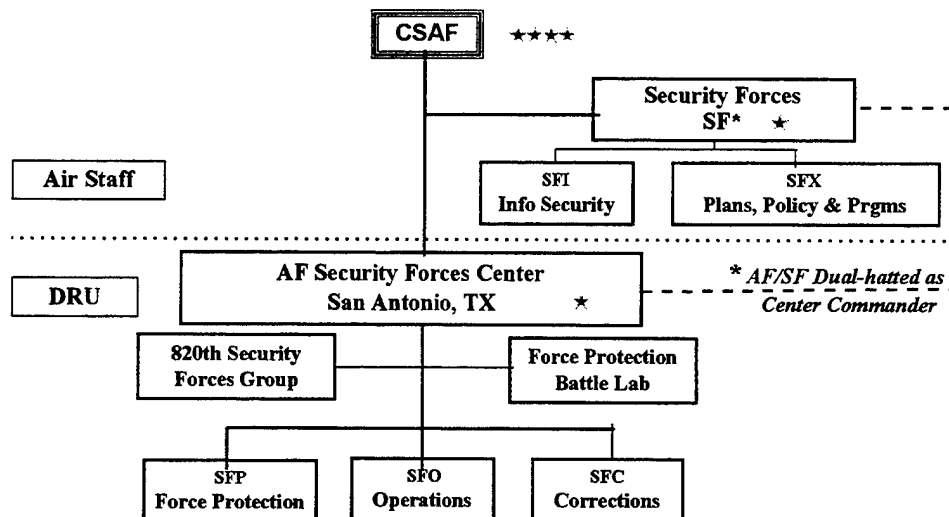 CSAF ★★★★
Security Forces
SF* ★
Air Staff
SFI
Info Security
SFX
Plans, Policy & Prgms
DRU
AF Security Forces Center
San Antonio, TX ★
* AF/SF Dual-hatted as
Center Commander
820th Security
Forces Group
Force Protection
Battle Lab
SFP
Force Protection
SFO
Operations
SFC
Corrections